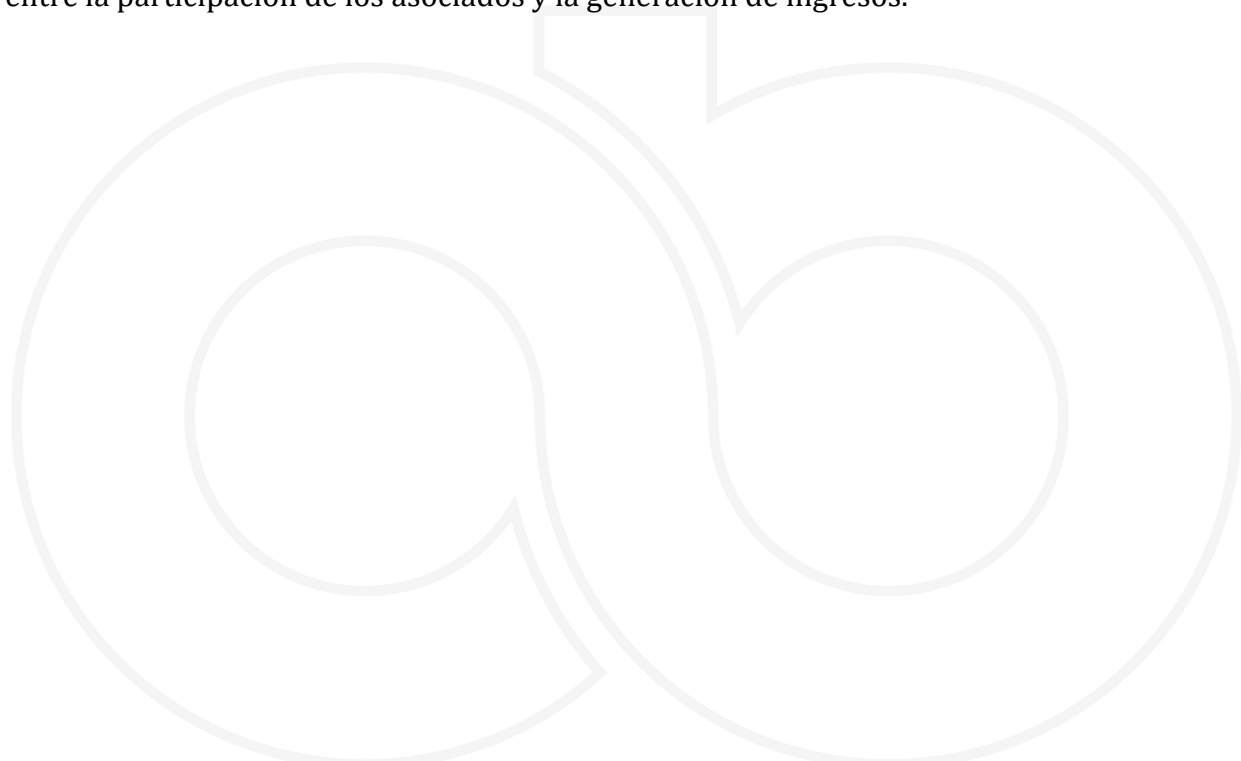 entre la participación de los asociados y la generación de ingresos.